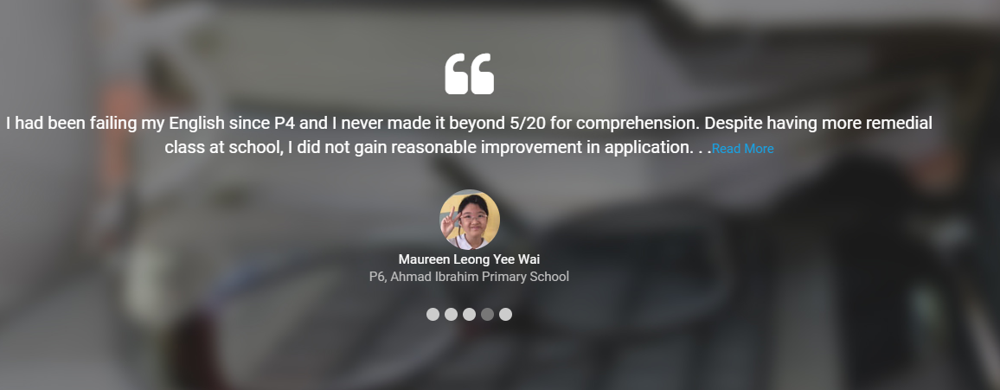 I had been failing my English since P4 and I never made it beyond 5/20 for comprehension. Despite having more remedial
class at school, I did not gain reasonable improvement in application. . .Read More
Maureen Leong Yee Wai
P6, Ahmad Ibrahim Primary School